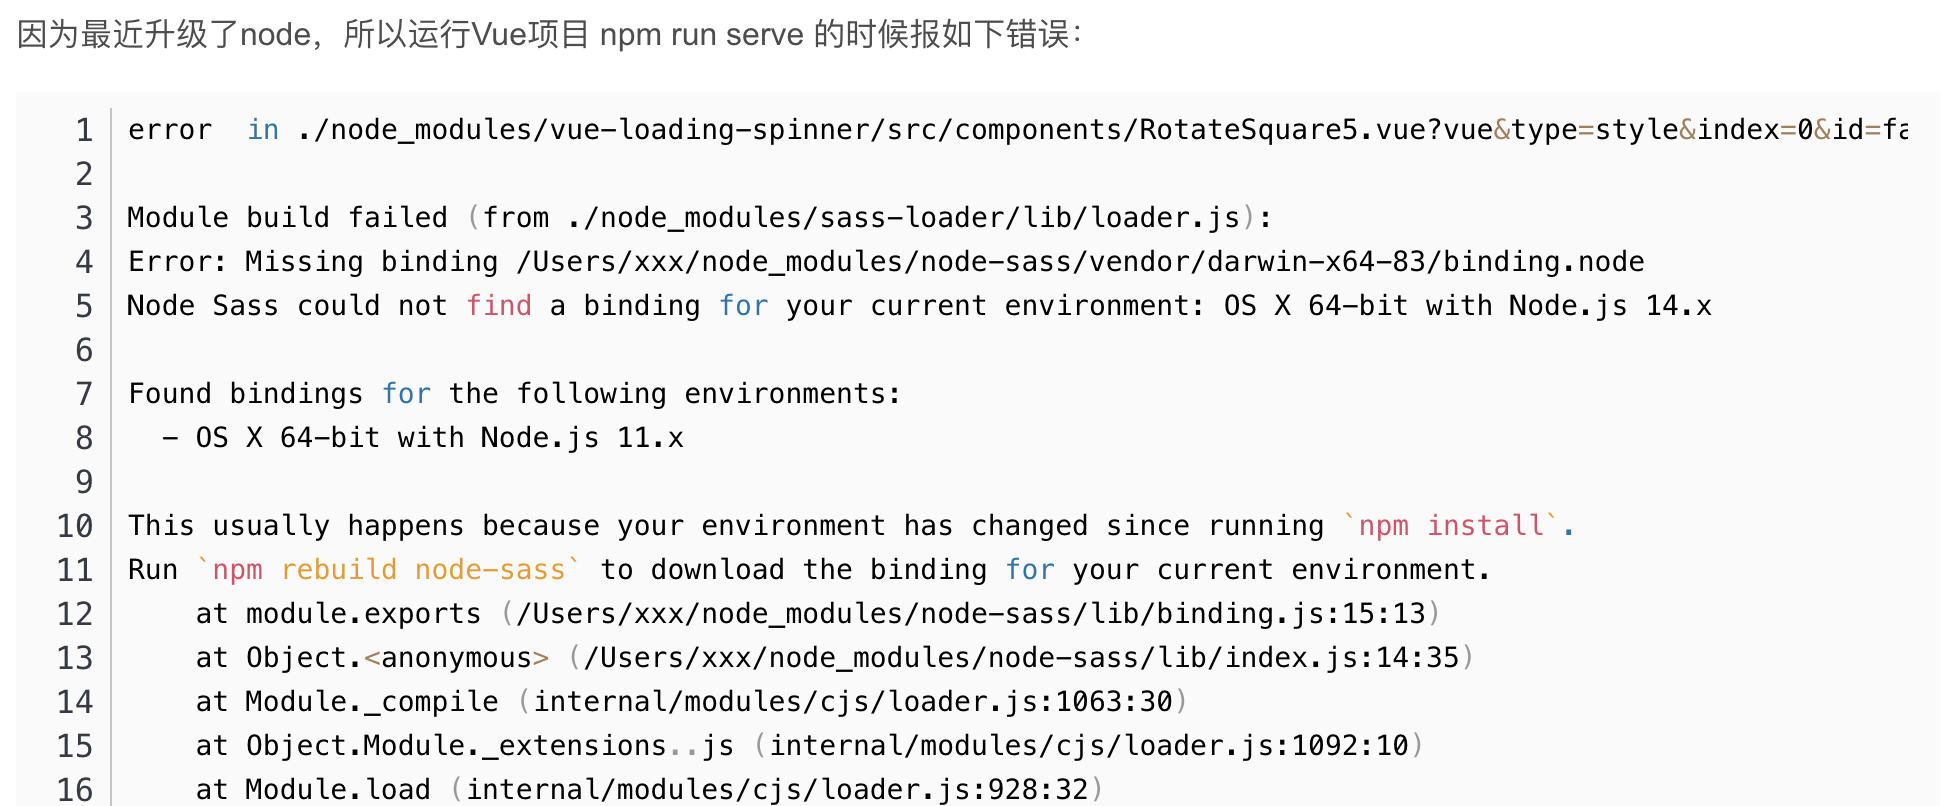 因为最近升级了node，所以运行Vue项目 npm run serve 的时候报如下错误：
1 error  in ./node_modules/vue-loading-spinner/src/components/RotateSquare5.vue?vue&type=style&index=0&id=fa
2
3 Module build failed (from ./node_modules/sass-loader/lib/loader.js):
4 Error: Missing binding /Users/xxx/node_modules/node-sass/vendor/darwin-x64-83/binding.node
5 Node Sass could not find a binding for your current environment: OS X 64-bit with Node.js 14.x
6
7 Found bindings for the following environments:
8   - OS X 64-bit with Node.js 11.x
9
10 This usually happens because your environment has changed since running `npm install`.
11 Run `npm rebuild node-sass` to download the binding for your current environment.
12     at module.exports (/Users/xxx/node_modules/node-sass/lib/binding.js:15:13)
13     at Object.<anonymous> (/Users/xxx/node_modules/node-sass/lib/index.js:14:35)
14     at Module._compile (internal/modules/cjs/loader.js:1063:30)
15     at Object.Module._extensions..js (internal/modules/cjs/loader.js:1092:10)
16     at Module.load (internal/modules/cjs/loader.js:928:32)